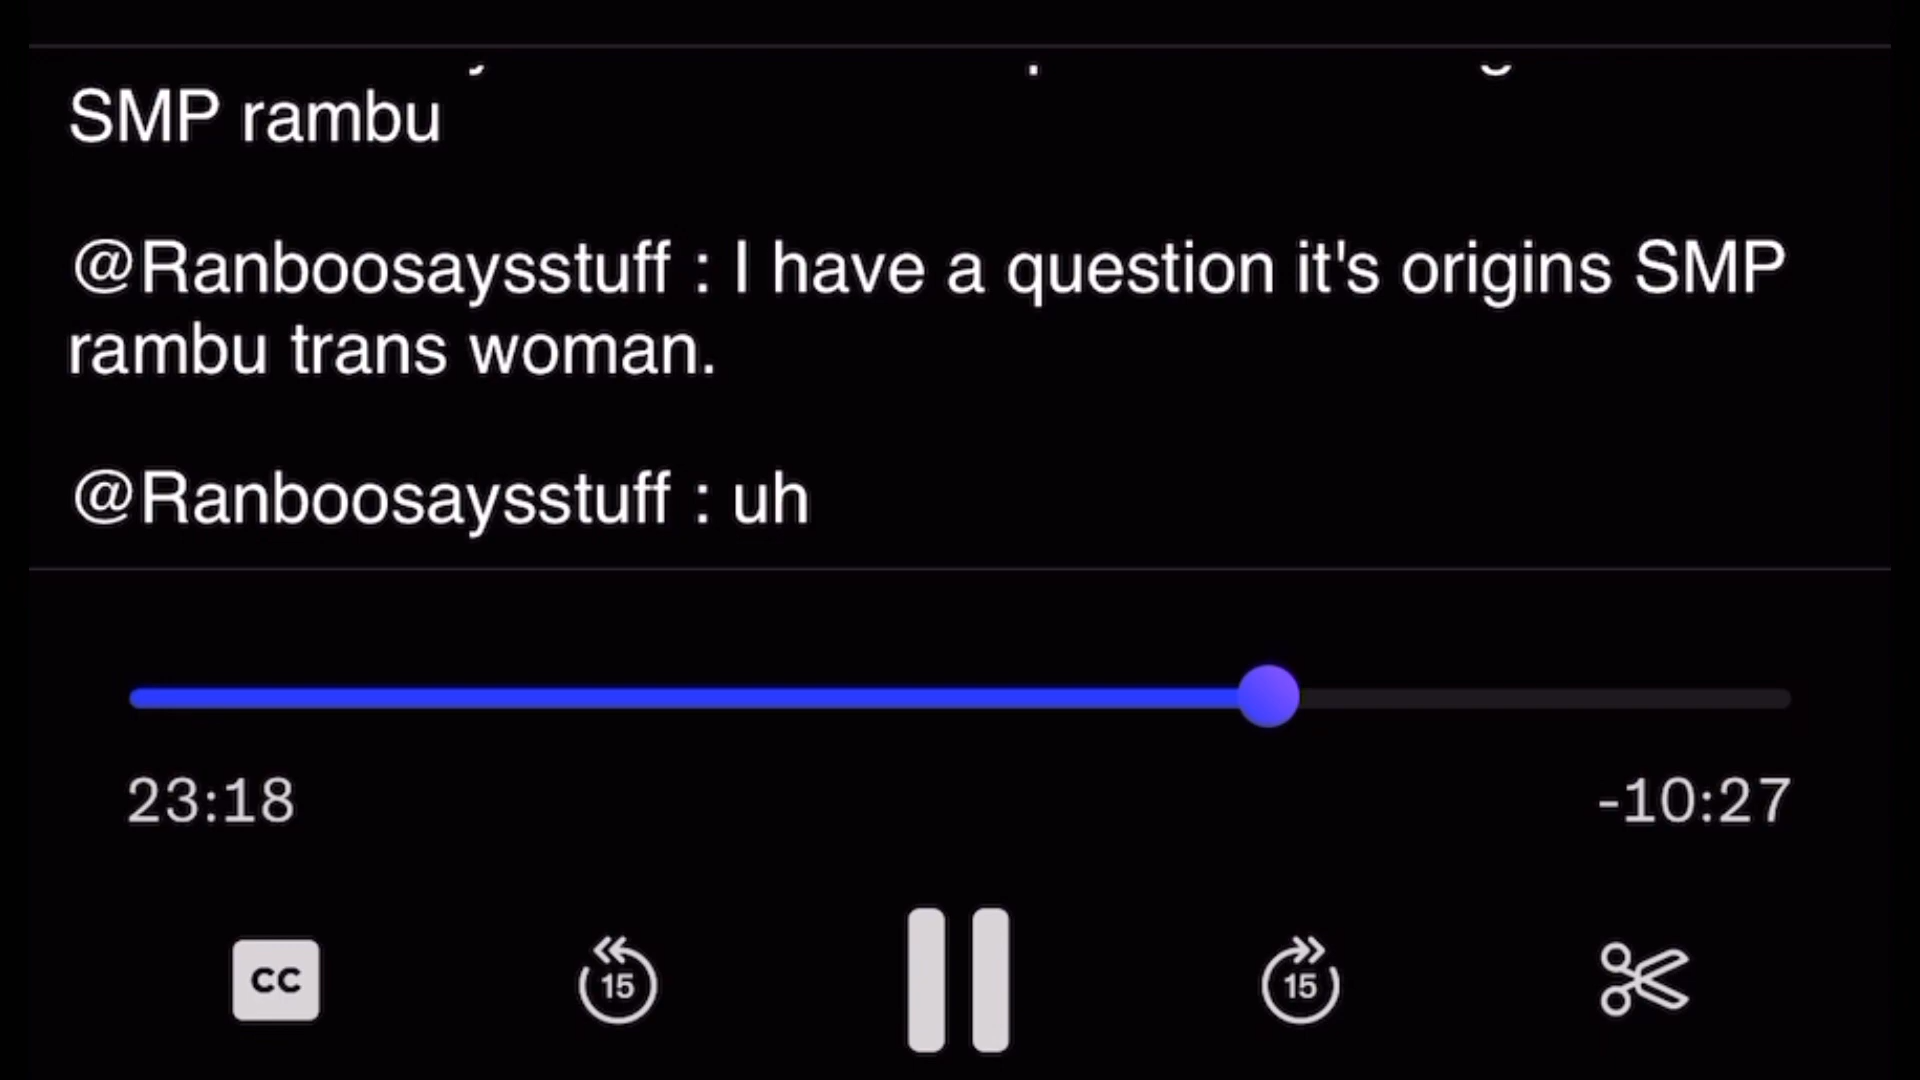 SMP rambu
@Ranboosaysstuff : I have a question it's origins SMP
rambu trans woman.
@Ranboosaysstuff : uh
23:18
-10:27
CC
15
15